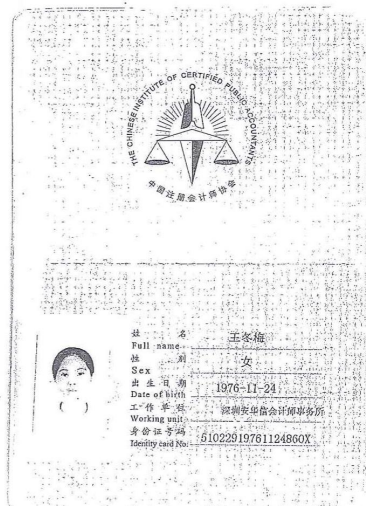 THE CHINESE INSTITUTE OF CERTIFIED PUBLIC ACCOUNTANTS
中国注册会计师协会
姓 名 王冬梅
Full name
性 别 女
Sex
出生日期 1976-11-24
Date of birth
工作单位 深圳安华信会计师事务所
Working unit
身份证号码 51022919761124860X
Identity card No.